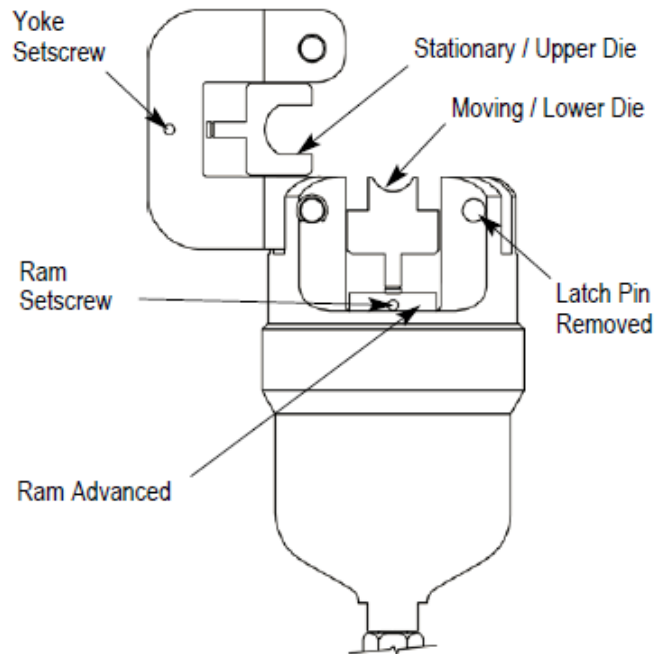 Yoke
Setscrew
Stationary / Upper Die
Moving / Lower Die
Ram
Setscrew
Latch Pin
Removed
Ram Advanced